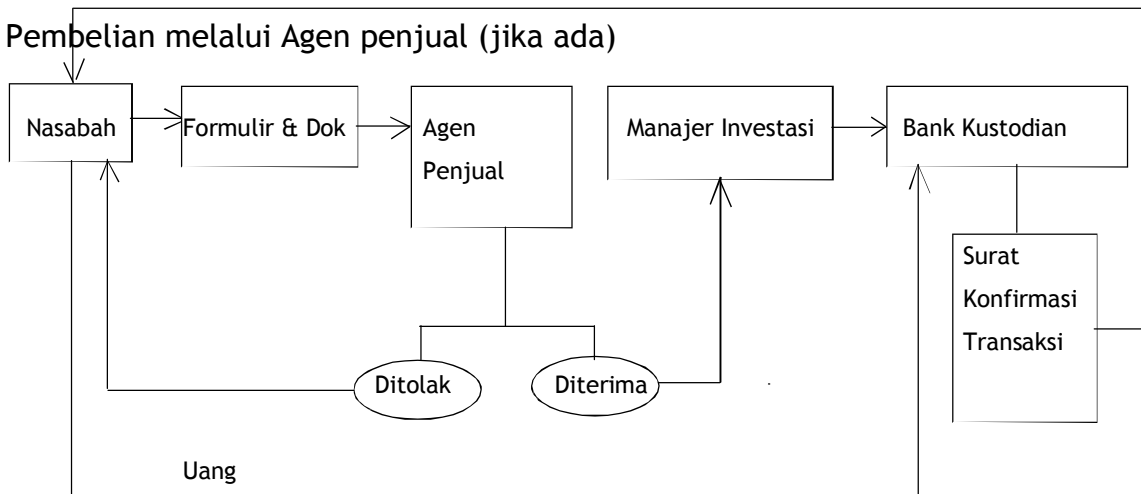 Pembelian melalui Agen penjual (jika ada)
Nasabah
Formulir & Dok
Agen
Penjual
Manajer Investasi
Bank Kustodian
Surat
Konfirmasi
Transaksi
Ditolak
Diterima
Uang